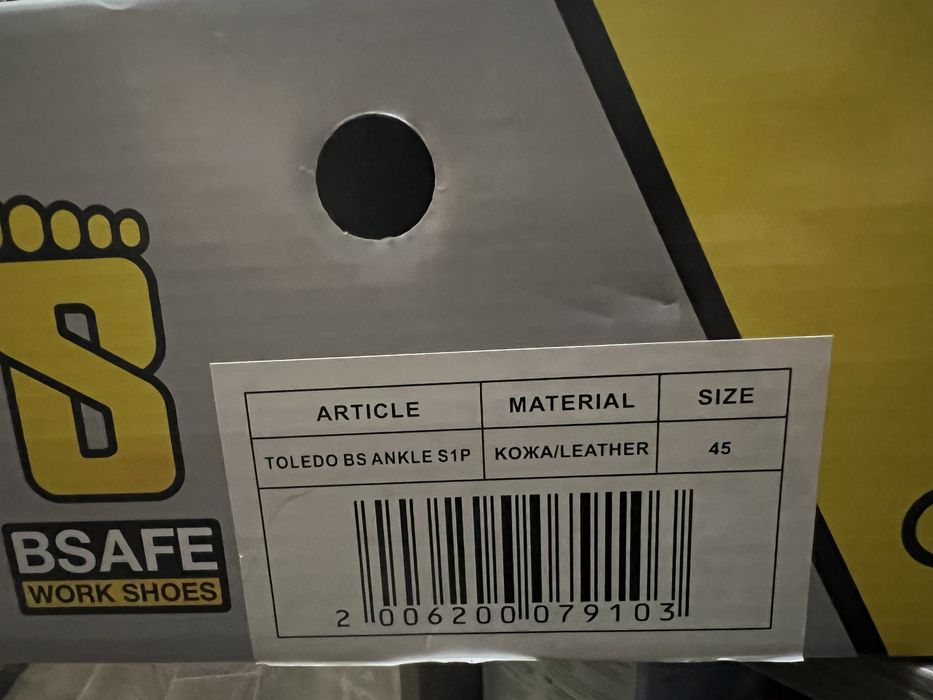 S
BSAFE
WORK SHOES
ARTICLE MATERIAL SIZE
TOLEDO BS ANKLE S1P КОЖА/LEATHER 45
2 006200 079103